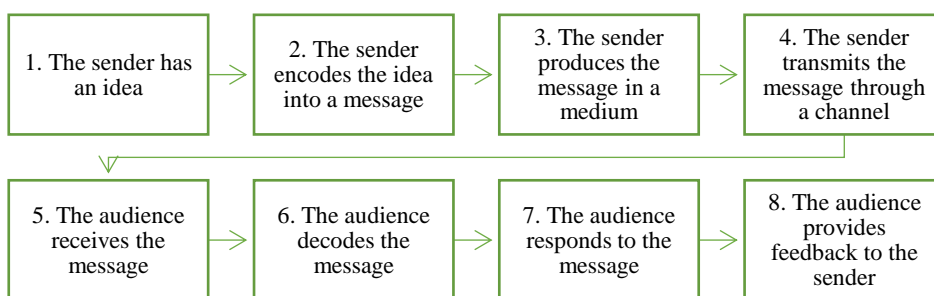 1. The sender has
an idea
2. The sender
encodes the idea
into a message
3. The sender
produces the
message in a
medium
4. The sender
transmits the
message through
a channel
5. The audience
receives the
message
6. The audience
decodes the
message
7. The audience
responds to the
message
8. The audience
provides
feedback to the
sender